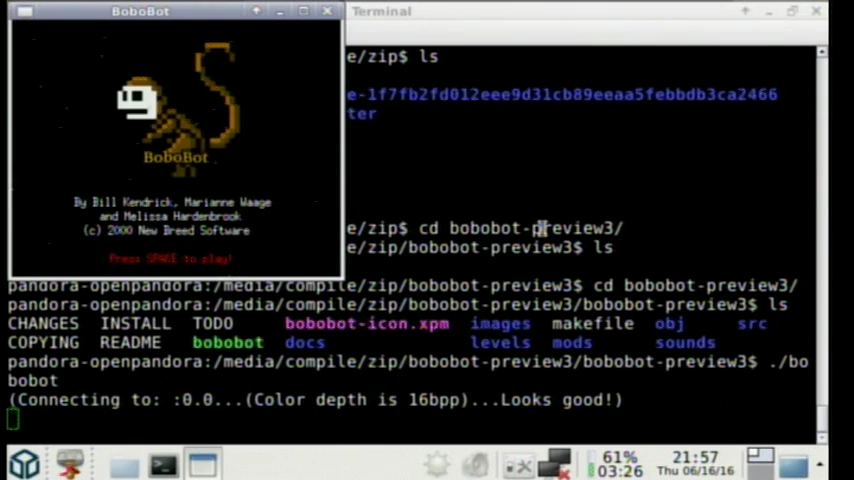 BoboBot
Terminal
BoboBot
By Bill Kendrick, Marianne Waage
and Melissa Hardenbrook
(c) 2000 New Breed Software
Press SPACE to play!
e/zip$ ls
e-1f7fb2fd012eee9d31cb89eeaa5febbdb3ca2466
ter
e/zip$ cd bobobot-preview3/
e/zip/bobobot-preview3$ ls
pandora-openpandora:/media/compile/zip/bobobot-preview3$ cd bobobot-preview3/
pandora-openpandora:/media/compile/zip/bobobot-preview3/bobobot-preview3$ ls
CHANGES INSTALL TODO bobobot-icon.xpm images makefile obj src
COPYING README bobobot docs levels mods sounds
pandora-openpandora:/media/compile/zip/bobobot-preview3/bobobot-preview3$ ./bo
bobot
(Connecting to: :0.0...(Color depth is 16bpp)...Looks good!)
61% 21:57
03:26 Thu 06/16/16